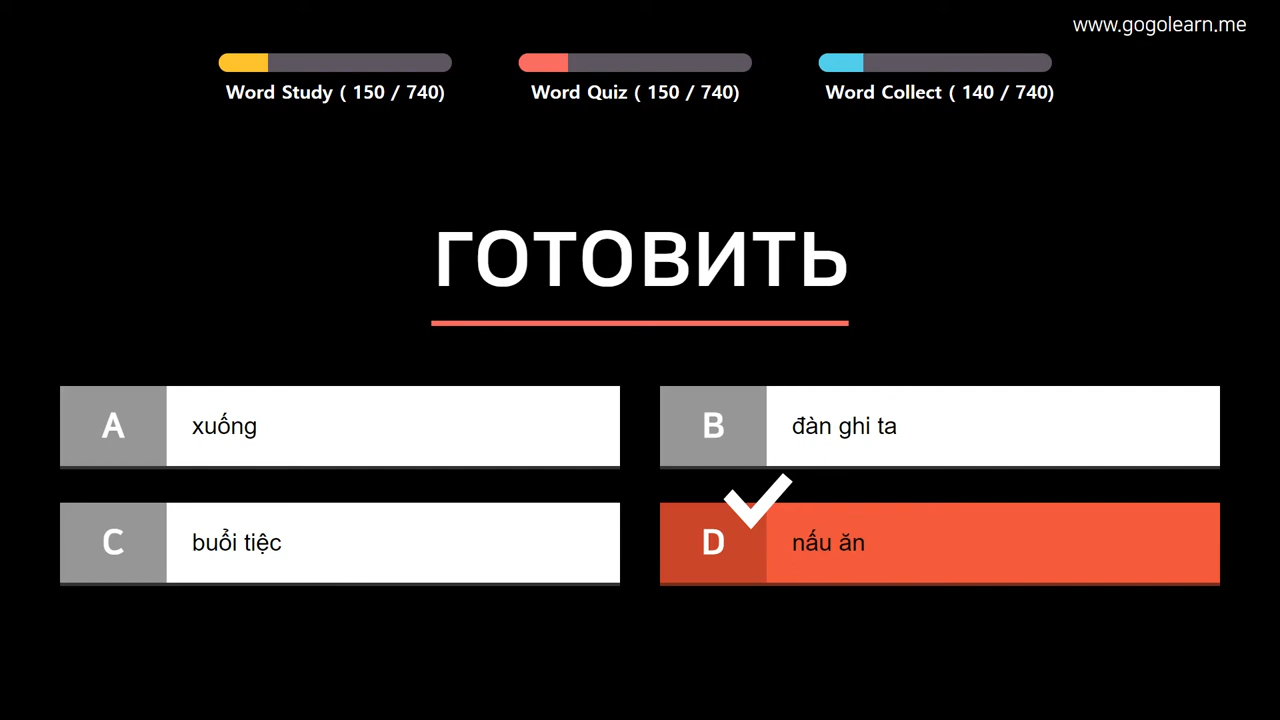 www.gogolearn.me
Word Study ( 150 / 740)
Word Quiz ( 150 / 740)
Word Collect ( 140 / 740)
готовить
A xuống
B đàn ghi ta
C buổi tiệc
D nấu ăn